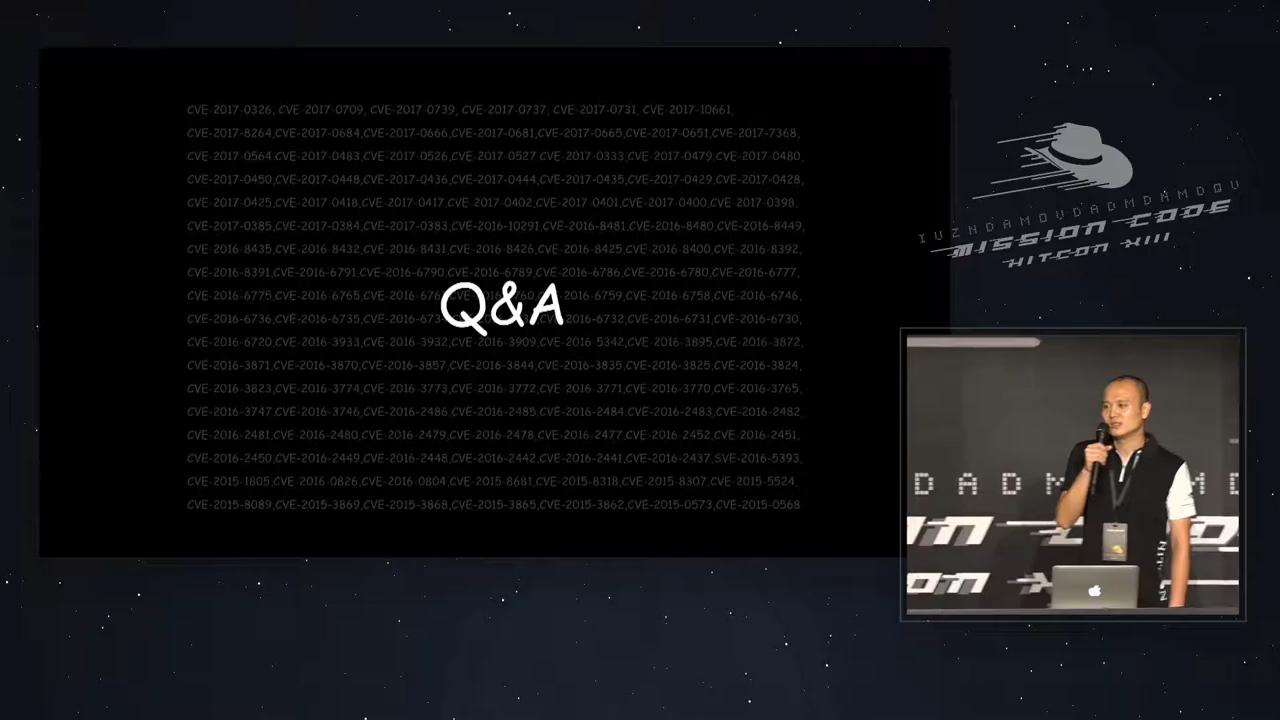 CVE-2017-0326, CVE-2017-0709, CVE-2017-0739, CVE-2017-0737, CVE-2017-0731, CVE-2017-10661,
CVE-2017-8264,CVE-2017-0684,CVE-2017-0666,CVE-2017-0681,CVE-2017-0665,CVE-2017-0651,CVE-2017-7368,
CVE-2017-0564,CVE-2017-0483,CVE-2017-0526,CVE-2017-0527,CVE-2017-0333,CVE-2017-0479,CVE-2017-0480,
CVE-2017-0450,CVE-2017-0448,CVE-2017-0436,CVE-2017-0444,CVE-2017-0435,CVE-2017-0429,CVE-2017-0428,
CVE-2017-0425,CVE-2017-0418,CVE-2017-0417,CVE-2017-0402,CVE-2017-0401,CVE-2017-0400,CVE-2017-0398,
CVE-2017-0385,CVE-2017-0384,CVE-2017-0383,CVE-2016-10291,CVE-2016-8481,CVE-2016-8480,CVE-2016-8449,
CVE-2016-8435,CVE-2016-8432,CVE-2016-8431,CVE-2016-8426,CVE-2016-8425,CVE-2016-8400,CVE-2016-8392,
CVE-2016-8391,CVE-2016-6791,CVE-2016-6790,CVE-2016-6789,CVE-2016-6786,CVE-2016-6780,CVE-2016-6777,
CVE-2016-6775,CVE-2016-6765,CVE-2016-6759,CVE-2016-6758,CVE-2016-6746,
Q&A
CVE-2016-6736,CVE-2016-6735,CVE-2016-6732,CVE-2016-6731,CVE-2016-6730,
CVE-2016-6720,CVE-2016-3933,CVE-2016-3932,CVE-2016-3909,CVE-2016-5342,CVE-2016-3895,CVE-2016-3872,
CVE-2016-3871,CVE-2016-3870,CVE-2016-3857,CVE-2016-3844,CVE-2016-3835,CVE-2016-3825,CVE-2016-3824,
CVE-2016-3823,CVE-2016-3774,CVE-2016-3773,CVE-2016-3772,CVE-2016-3771,CVE-2016-3770,CVE-2016-3765,
CVE-2016-3747,CVE-2016-3746,CVE-2016-2486,CVE-2016-2485,CVE-2016-2484,CVE-2016-2483,CVE-2016-2482,
CVE-2016-2481,CVE-2016-2480,CVE-2016-2479,CVE-2016-2478,CVE-2016-2477,CVE-2016-2452,CVE-2016-2451,
CVE-2016-2450,CVE-2016-2449,CVE-2016-2448,CVE-2016-2442,CVE-2016-2441,CVE-2016-2437,SVE-2016-5393,
CVE-2015-1805,CVE-2016-0826,CVE-2016-0804,CVE-2015-8681,CVE-2015-8318,CVE-2015-8307,CVE-2015-5524,
CVE-2015-8089,CVE-2015-3869,CVE-2015-3868,CVE-2015-3865,CVE-2015-3862,CVE-2015-0573,CVE-2015-0568
IUZNDAMOVDADMDAMDQU
MISSION CODE
HITCON XIII
DADM